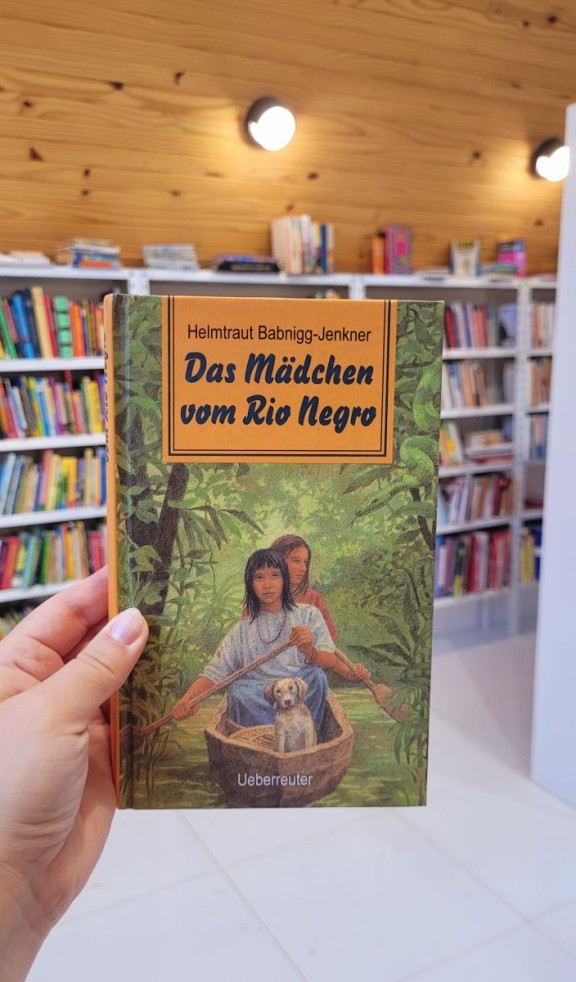 Helmtraut Babnigg-Jenkner
Das Mädchen
vom Rio Negro
Ueberreuter